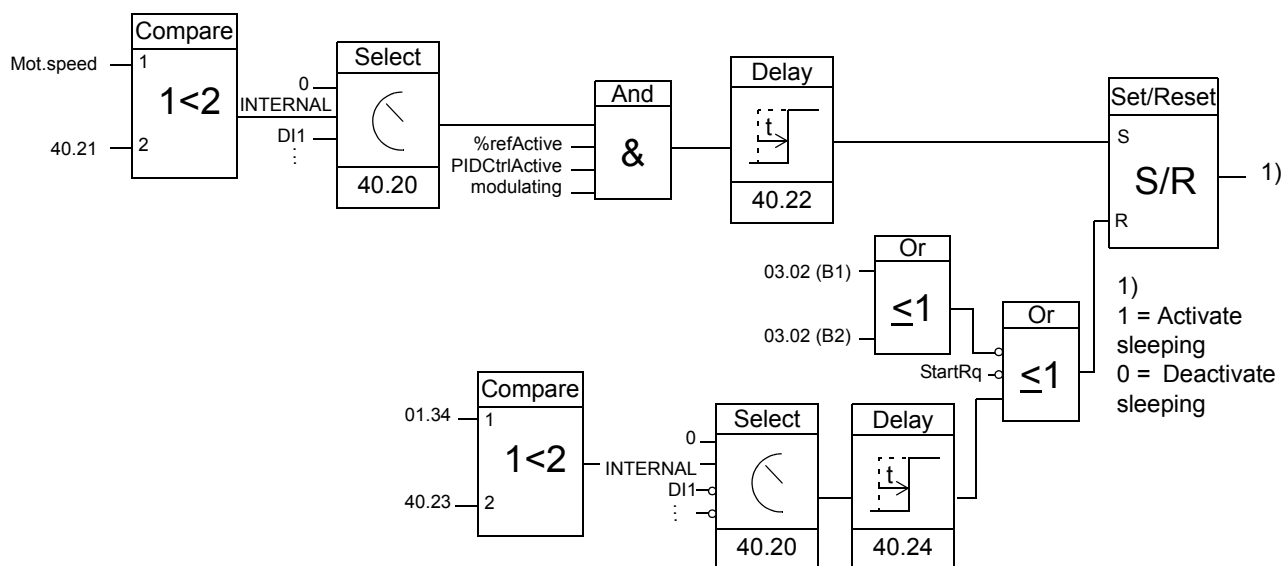 Compare
Mot.speed
1
1<2
40.21
2
Select
0
INTERNAL
DI1
⋮
40.20
And
%refActive
PIDCtrlActive
modulating
&
Delay
t
40.22
Set/Reset
S
S/R
R
1)
Or
03.02 (B1)
≤1
03.02 (B2)
Or
StartRq
≤1
1)
1 = Activate
sleeping
0 = Deactivate
sleeping
Compare
01.34
1
1<2
40.23
2
Select
0
INTERNAL
DI1
⋮
40.20
Delay
t
40.24